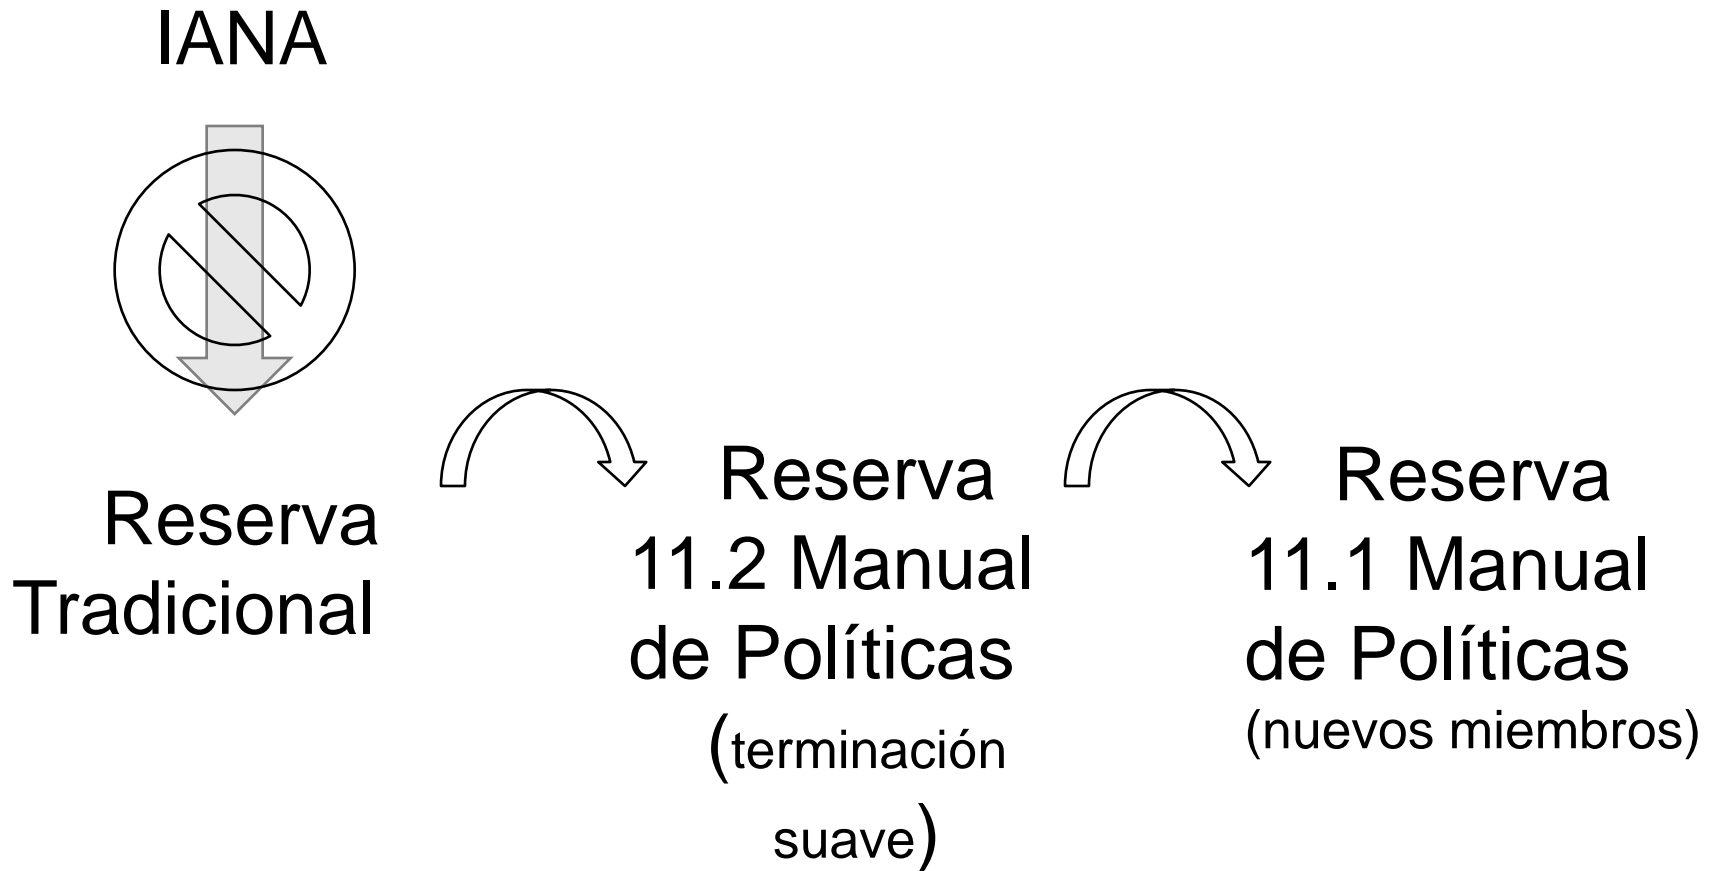 IANA
Reserva
Tradicional
Reserva
11.2 Manual
de Políticas
(terminación
suave)
Reserva
11.1 Manual
de Políticas
(nuevos miembros)